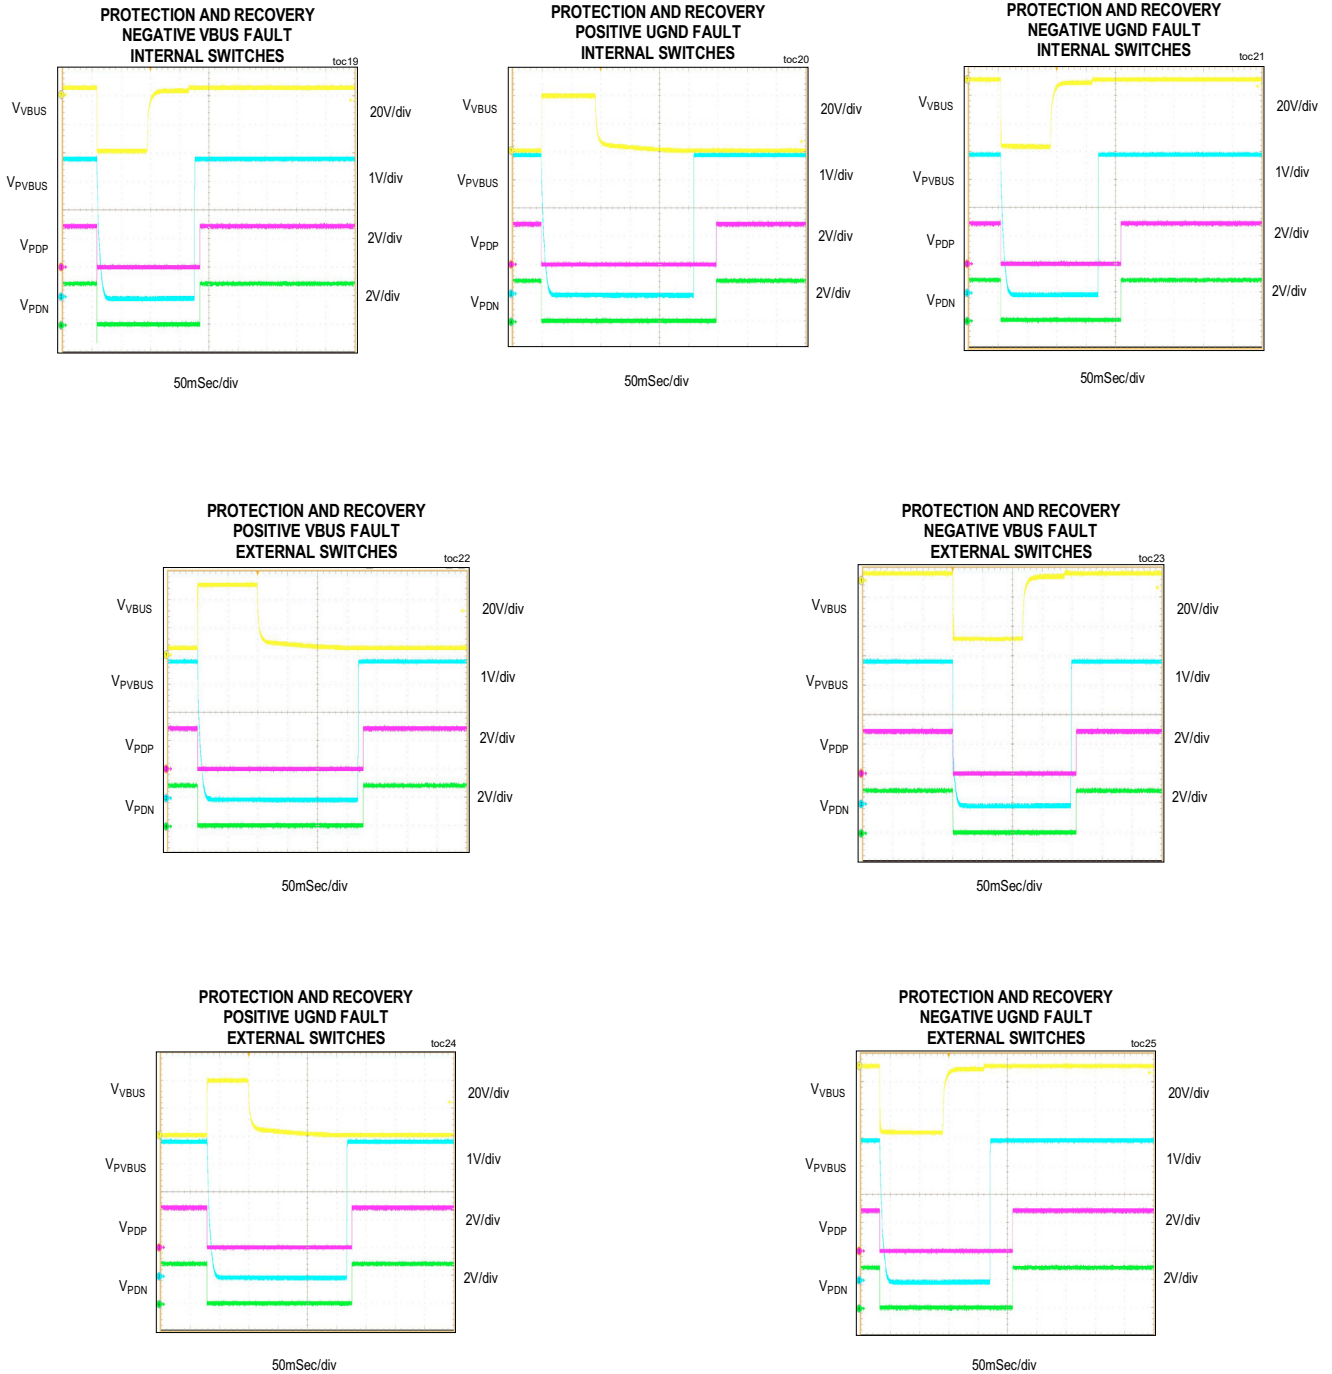 PROTECTION AND RECOVERY
NEGATIVE VBUS FAULT
INTERNAL SWITCHES
toc19
VVBUS
20V/div
VPVBUS
1V/div
VPDP
2V/div
VPDN
2V/div
50mSec/div
PROTECTION AND RECOVERY
POSITIVE UGND FAULT
INTERNAL SWITCHES
toc20
VVBUS
20V/div
VPVBUS
1V/div
VPDP
2V/div
VPDN
2V/div
50mSec/div
PROTECTION AND RECOVERY
NEGATIVE UGND FAULT
INTERNAL SWITCHES
toc21
VVBUS
20V/div
VPVBUS
1V/div
VPDP
2V/div
VPDN
2V/div
50mSec/div
PROTECTION AND RECOVERY
POSITIVE VBUS FAULT
EXTERNAL SWITCHES
toc22
VVBUS
20V/div
VPVBUS
1V/div
VPDP
2V/div
VPDN
2V/div
50mSec/div
PROTECTION AND RECOVERY
NEGATIVE VBUS FAULT
EXTERNAL SWITCHES
toc23
VVBUS
20V/div
VPVBUS
1V/div
VPDP
2V/div
VPDN
2V/div
50mSec/div
PROTECTION AND RECOVERY
POSITIVE UGND FAULT
EXTERNAL SWITCHES
toc24
VVBUS
20V/div
VPVBUS
1V/div
VPDP
2V/div
VPDN
2V/div
50mSec/div
PROTECTION AND RECOVERY
NEGATIVE UGND FAULT
EXTERNAL SWITCHES
toc25
VVBUS
20V/div
VPVBUS
1V/div
VPDP
2V/div
VPDN
2V/div
50mSec/div